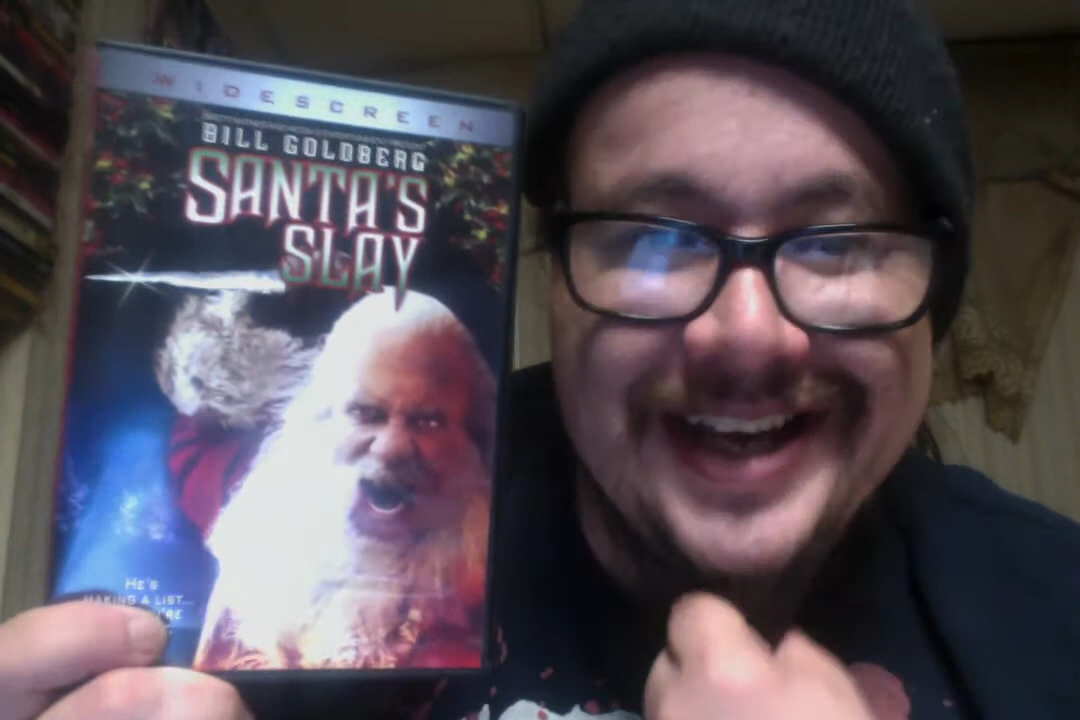 WIDESCREEN
BILL GOLDBERG
SANTA'S
SLAY
HE'S
MAKING A LIST...